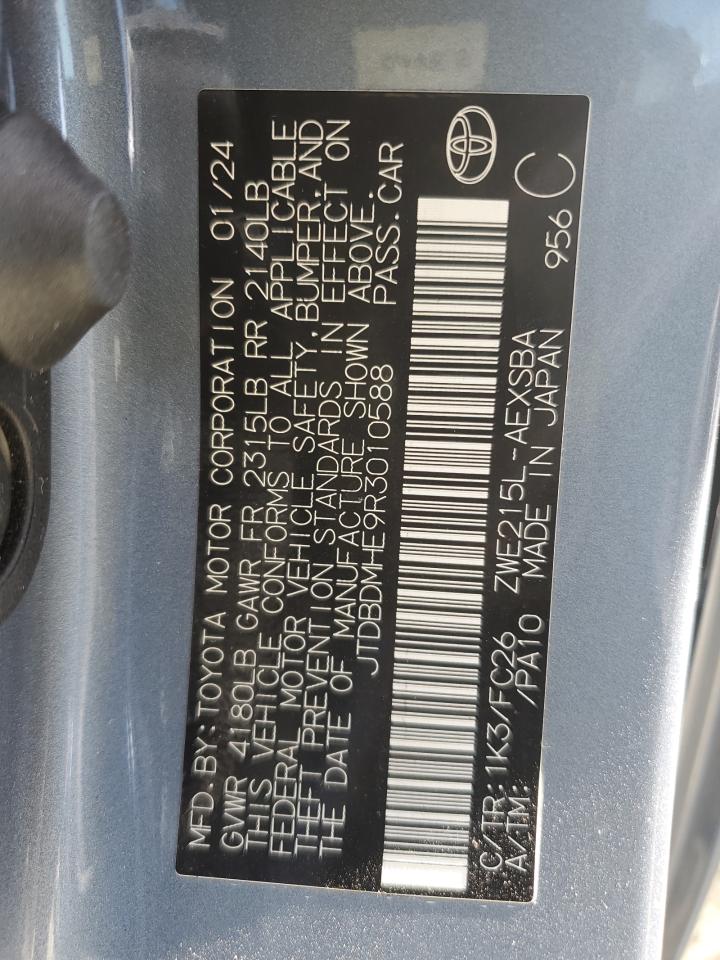 MFD.BY:TOYOTA MOTOR CORPORATION 01/24
GVWR 4180LB GAWR FR 2315LB RR 2140LB
THIS VEHICLE CONFORMS TO ALL APPLICABLE
FEDERAL MOTOR VEHICLE SAFETY,BUMPER,AND
THEFT PREVENTION STANDARDS IN EFFECT ON
THE DATE OF MANUFACTURE SHOWN ABOVE.
JTDBDMHE9R3010588 PASS.CAR
C/TR:1K3/FC26 ZWE215L-AEXSBA 956 C
A/TM: /PA10 MADE IN JAPAN